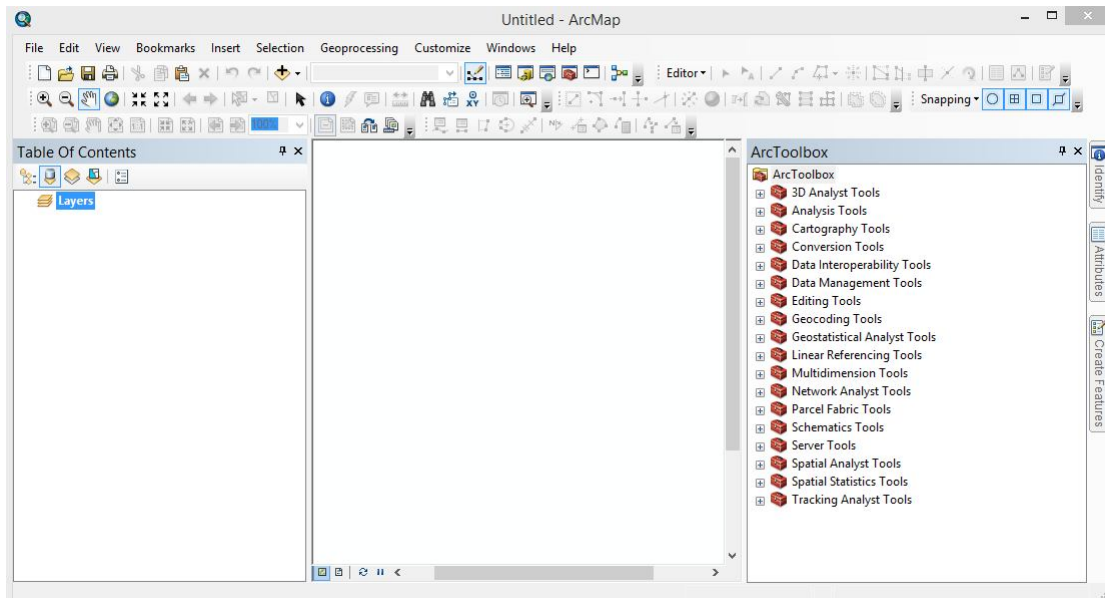 Untitled - ArcMap
File Edit View Bookmarks Insert Selection Geoprocessing Customize Windows Help
Editor
Snapping
100%
Table Of Contents
Layers
ArcToolbox
ArcToolbox
3D Analyst Tools
Analysis Tools
Cartography Tools
Conversion Tools
Data Interoperability Tools
Data Management Tools
Editing Tools
Geocoding Tools
Geostatistical Analyst Tools
Linear Referencing Tools
Multidimension Tools
Network Analyst Tools
Parcel Fabric Tools
Schematics Tools
Server Tools
Spatial Analyst Tools
Spatial Statistics Tools
Tracking Analyst Tools
Identify
Attributes
Create Features